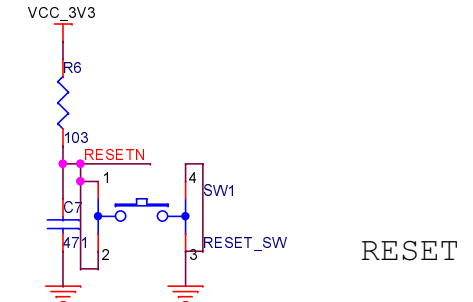 VCC_3V3
R6
103
RESETN
1
4
SW1
C7
471
RESET_SW
RESET
2
3